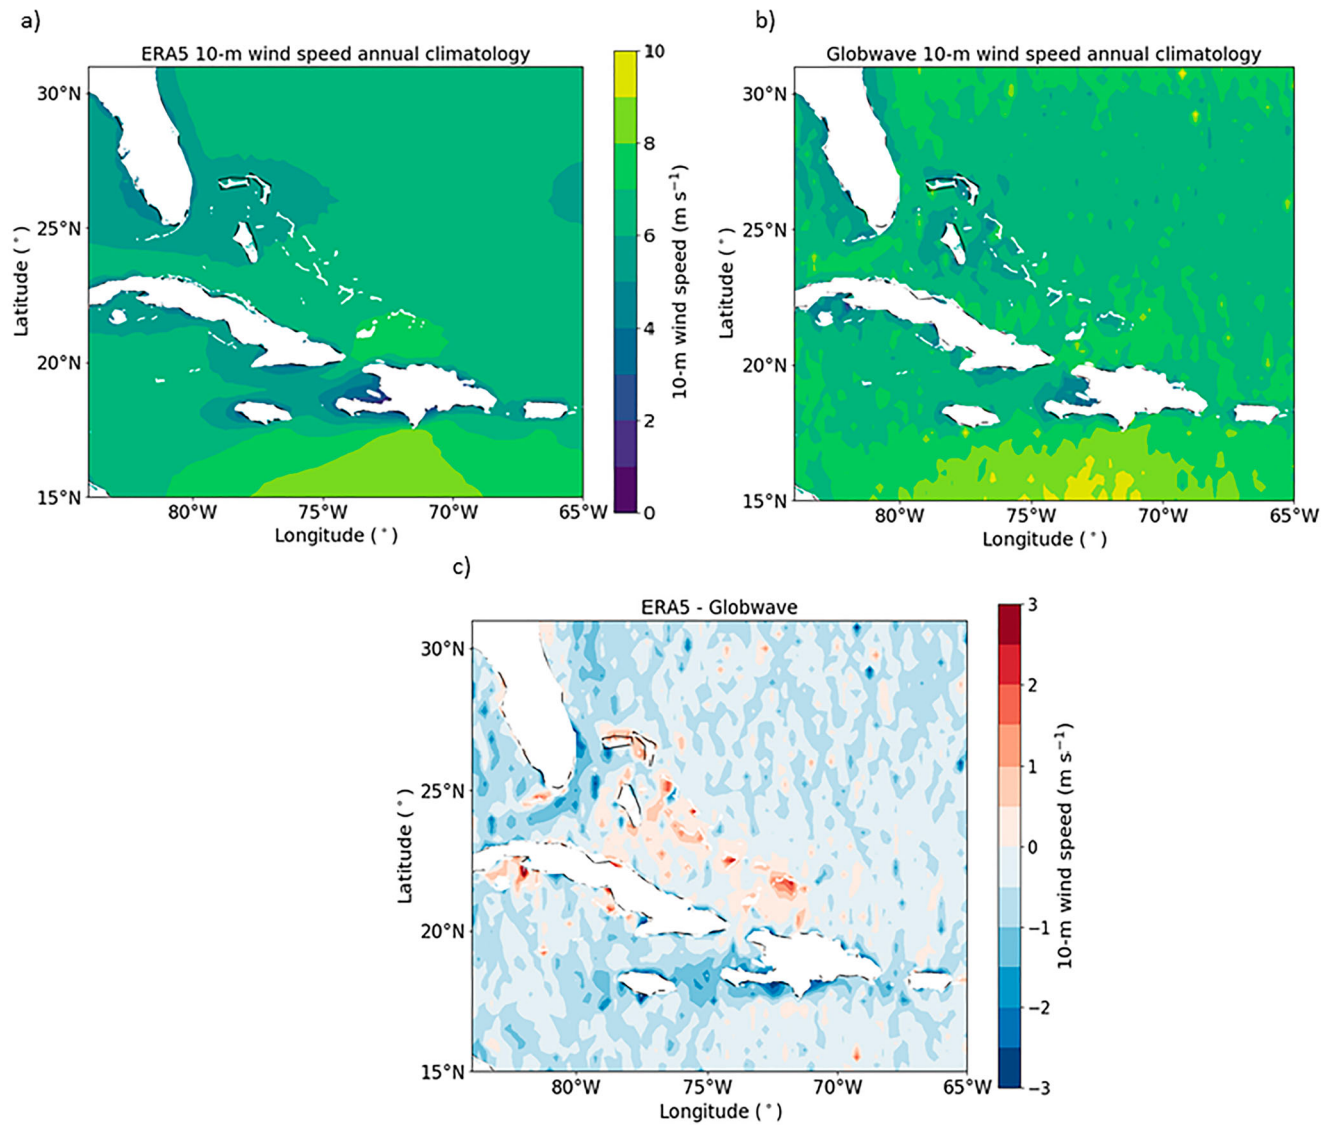 a)
ERA5 10-m wind speed annual climatology
30°N
25°N
20°N
15°N
80°W 75°W 70°W 65°W
Latitude (°)
Longitude (°)
10
8
6
4
2
0
10-m wind speed (m s⁻¹)
b)
Globwave 10-m wind speed annual climatology
30°N
25°N
20°N
15°N
80°W 75°W 70°W 65°W
Latitude (°)
Longitude (°)
c)
ERA5 - Globwave
30°N
25°N
20°N
15°N
80°W 75°W 70°W 65°W
Latitude (°)
Longitude (°)
3
2
1
0
−1
−2
−3
10-m wind speed (m s⁻¹)